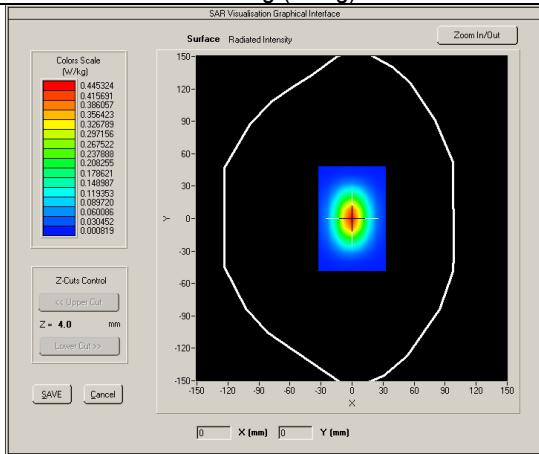 SAR Visualisation Graphical Interface
Surface Radiated Intensity
Zoom In/Out
Colors Scale
(W/kg)
0.445324
0.415691
0.386057
0.356423
0.326789
0.297156
0.267522
0.237888
0.208255
0.178621
0.148987
0.119353
0.089720
0.060086
0.030452
0.000819
150-
120-
90-
60-
30-
Y 0-
-30-
-60-
-90-
-120-
-150-
-150 -120 -90 -60 -30 0 30 60 90 120 150
X
Z-Cuts Control
<< Upper Cut
Z = 4.0 mm
Lower Cut >>
SAVE Cancel
0 X (mm) 0 Y (mm)